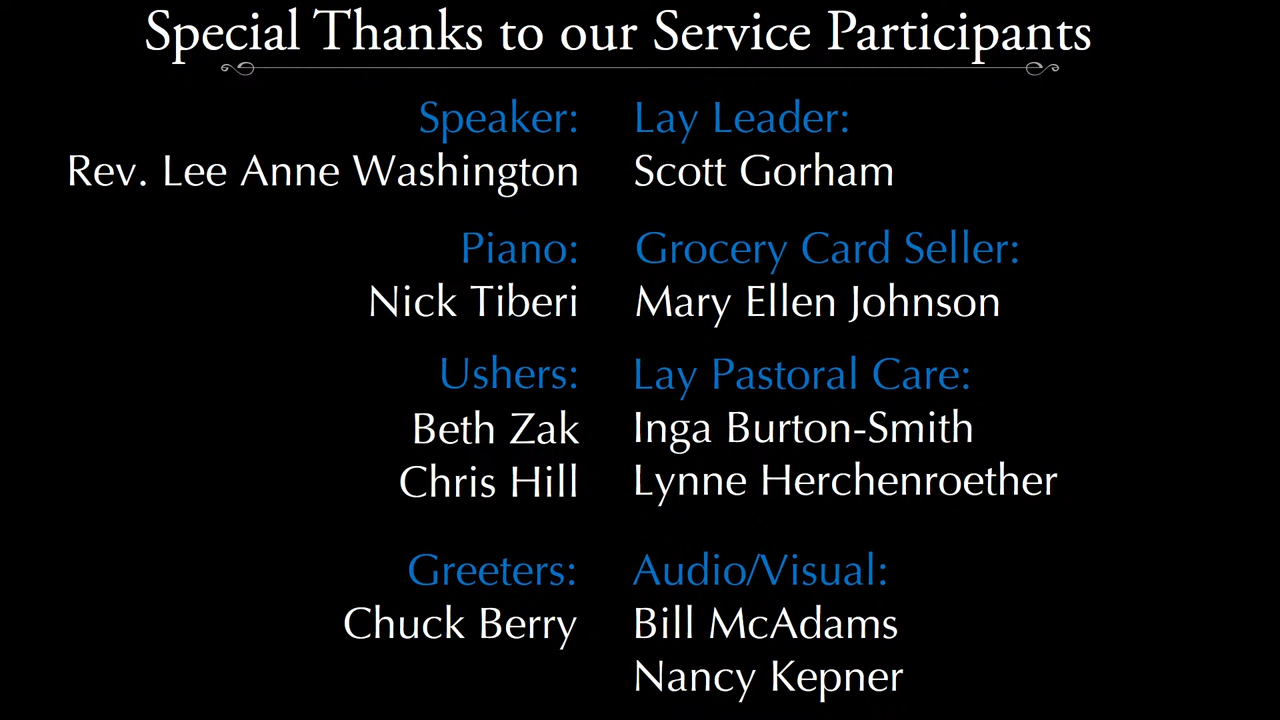 Special Thanks to our Service Participants
Speaker:
Rev. Lee Anne Washington
Lay Leader:
Scott Gorham
Piano:
Nick Tiberi
Grocery Card Seller:
Mary Ellen Johnson
Ushers:
Beth Zak
Chris Hill
Lay Pastoral Care:
Inga Burton-Smith
Lynne Herchenroether
Greeters:
Chuck Berry
Audio/Visual:
Bill McAdams
Nancy Kepner